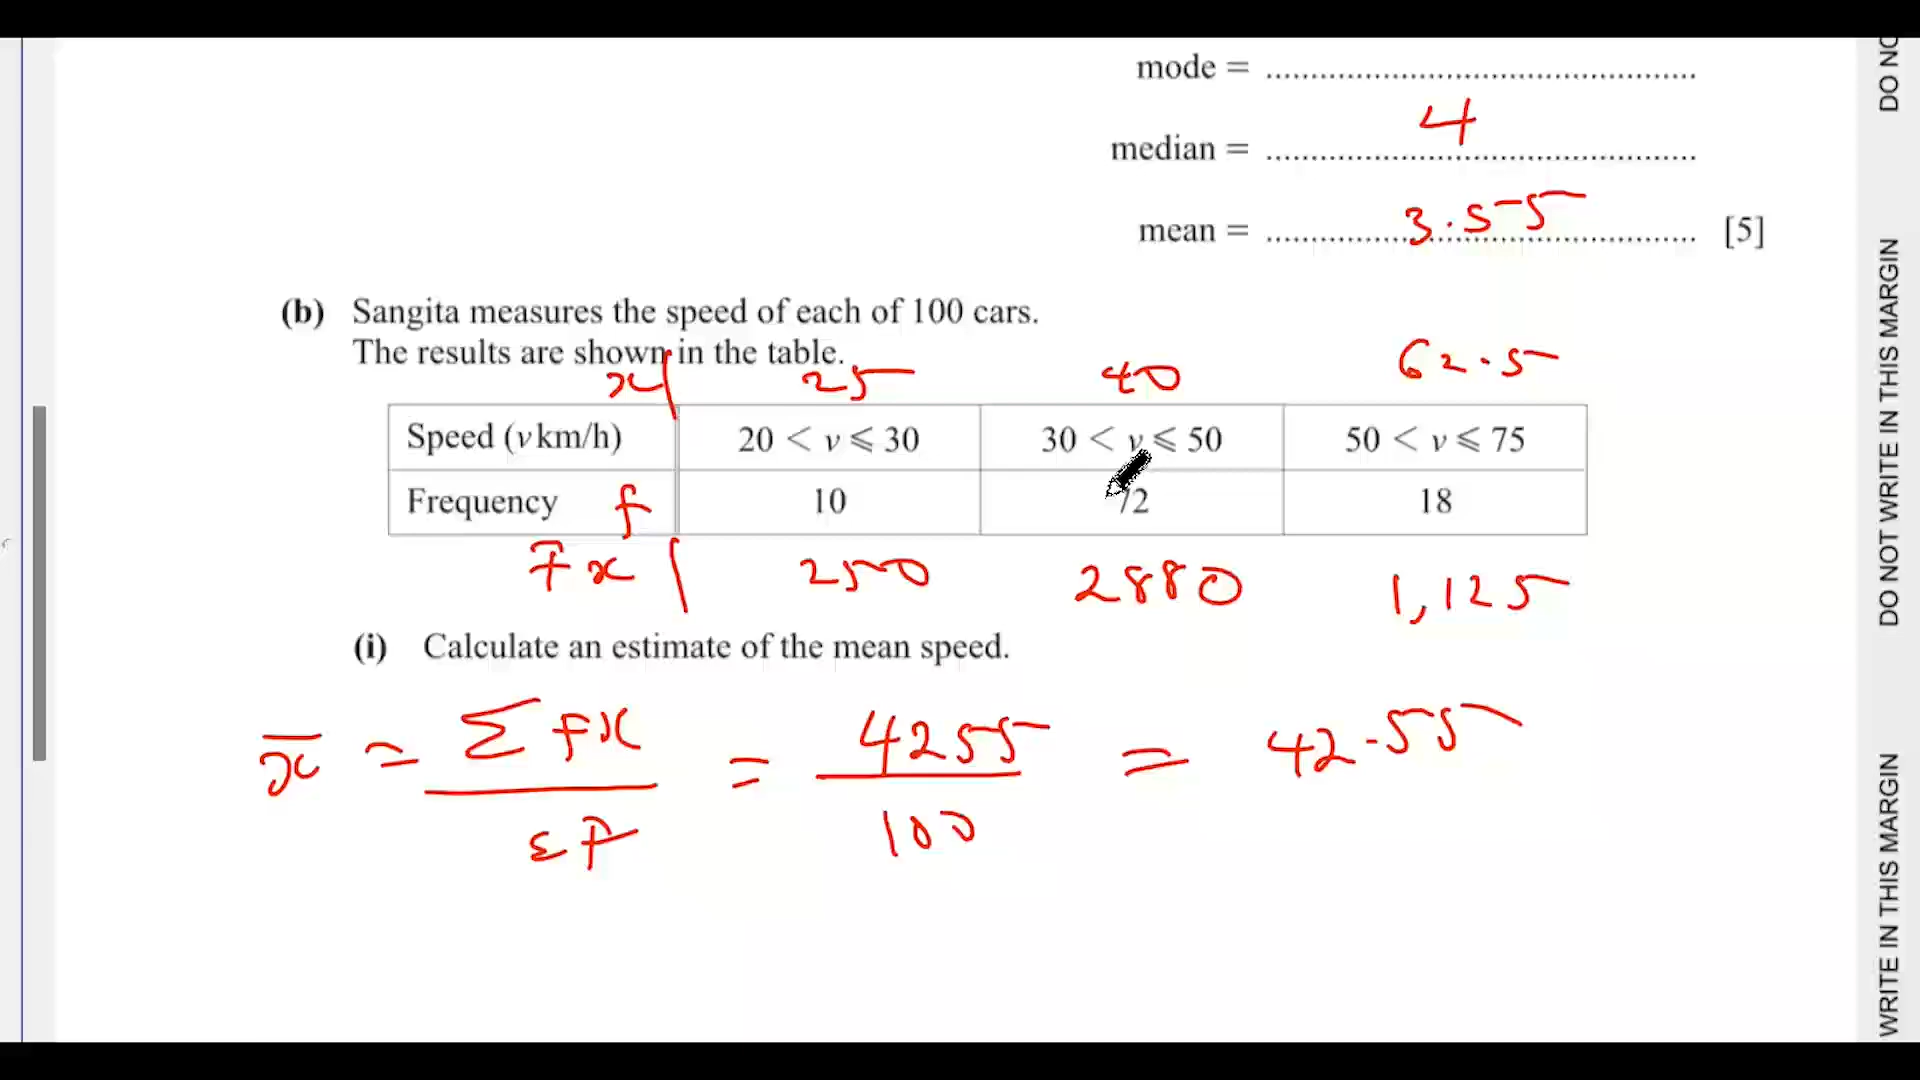 mode = ........................
4
median = ........................
3.55
mean = ........................ [5]
(b) Sangita measures the speed of each of 100 cars.
The results are shown in the table.
x 25 40 62.5
Speed (v km/h) 20 < v ⩽ 30 30 < v ⩽ 50 50 < v ⩽ 75
Frequency f 10 72 18
Fx 250 2880 1,125
(i) Calculate an estimate of the mean speed.
x̄ = Σfx / Σf = 4255 / 100 = 42.55
DO NO
DO NOT WRITE IN THIS MARGIN
WRITE IN THIS MARGIN